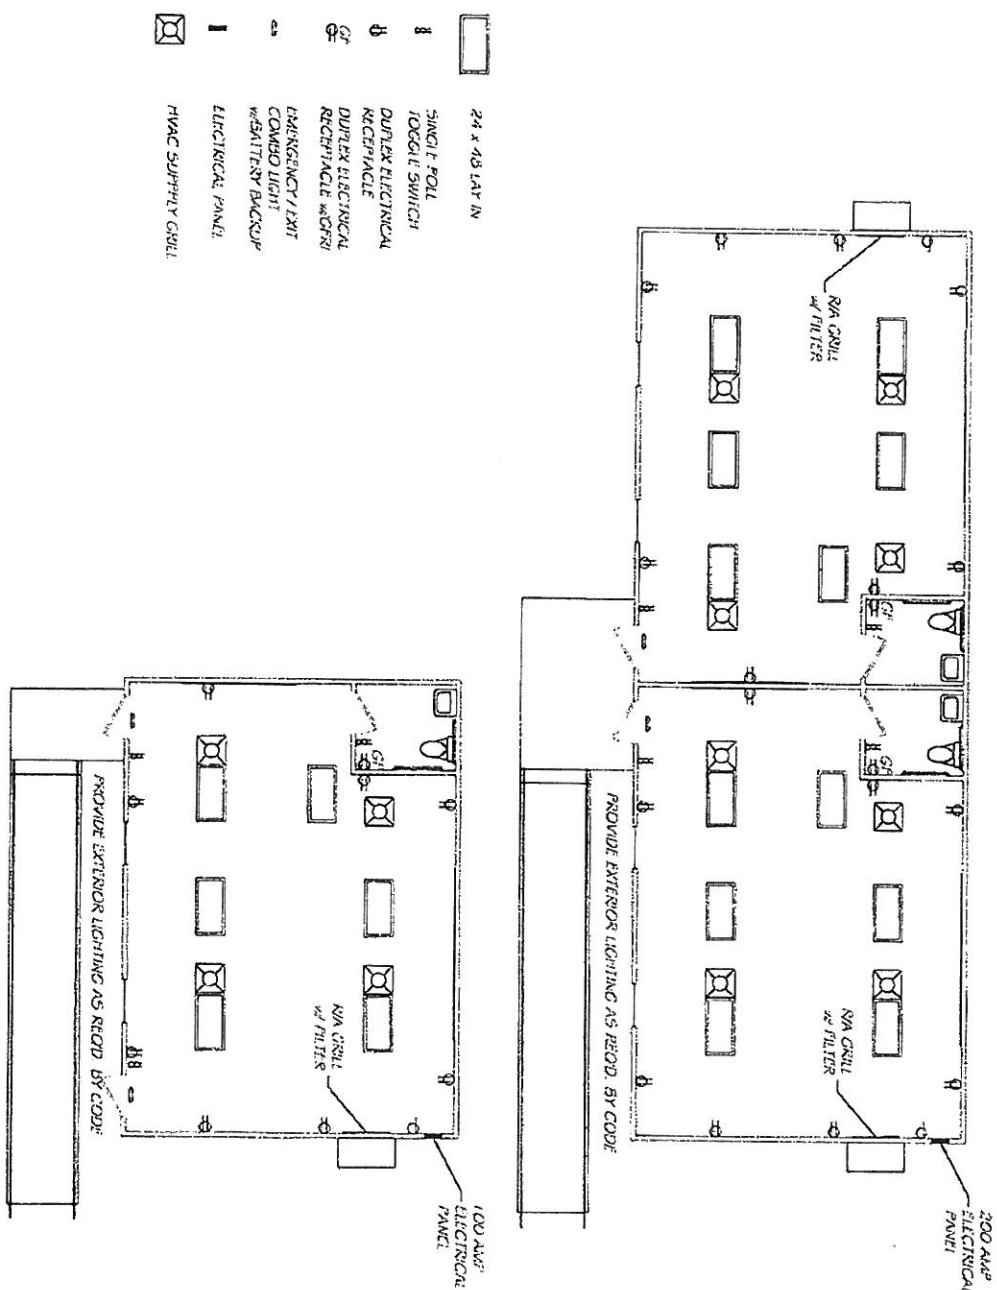 24 x 48 LAY IN
SINGLE POLL
TOGGLE SWITCH
DUPLEX ELECTRICAL
RECEPTACLE
GF
DUPLEX ELECTRICAL
RECEPTACLE w/GFRI
EMERGENCY / EXIT
COMBO LIGHT
w/BATTERY BACKUP
ELECTRICAL PANEL
HVAC SUPPLY GRILL
R/A GRILL
w/ FILTER
GF
GF
PROVIDE EXTERIOR LIGHTING AS REQ'D. BY CODE
R/A GRILL
w/ FILTER
200 AMP
ELECTRICAL
PANEL
GF
PROVIDE EXTERIOR LIGHTING AS REQ'D. BY CODE
R/A GRILL
w/ FILTER
100 AMP
ELECTRICAL
PANEL